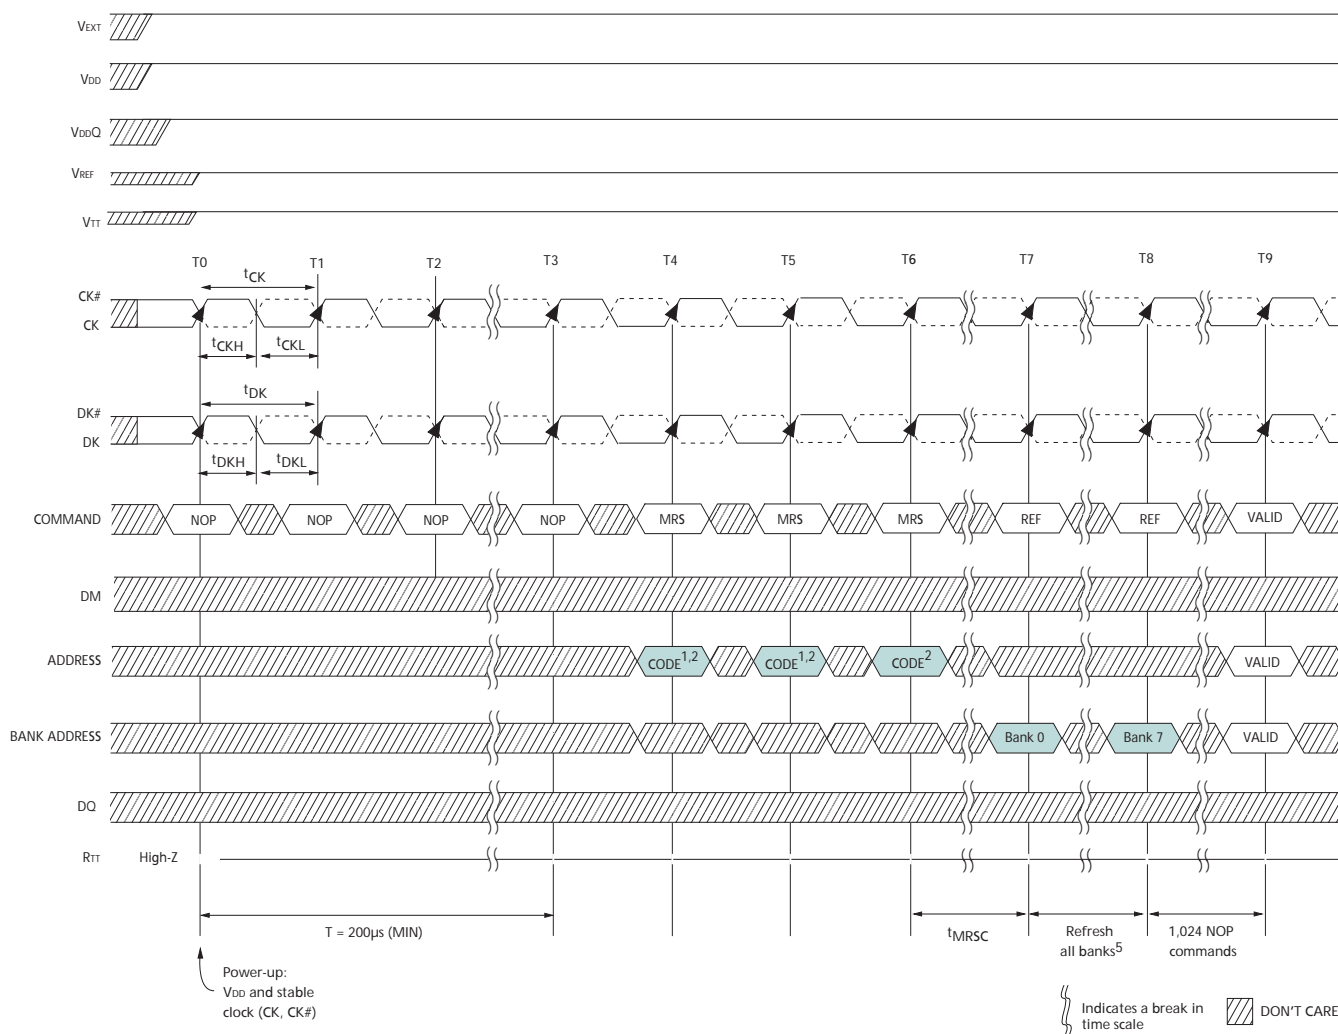 VEXT
VDD
VDDQ
VREF
VTT
T0 T1 T2 T3 T4 T5 T6 T7 T8 T9
tCK
CK#
CK
tCKH tCKL
tDK
DK#
DK
tDKH tDKL
COMMAND NOP NOP NOP NOP MRS MRS MRS REF REF VALID
DM
ADDRESS CODE1,2 CODE1,2 CODE2 VALID
BANK ADDRESS Bank 0 Bank 7 VALID
DQ
RTT High-Z
T = 200µs (MIN)
tMRSC
Refresh
all banks5
1,024 NOP
commands
Power-up:
VDD and stable
clock (CK, CK#)
Indicates a break in
time scale
DON'T CARE